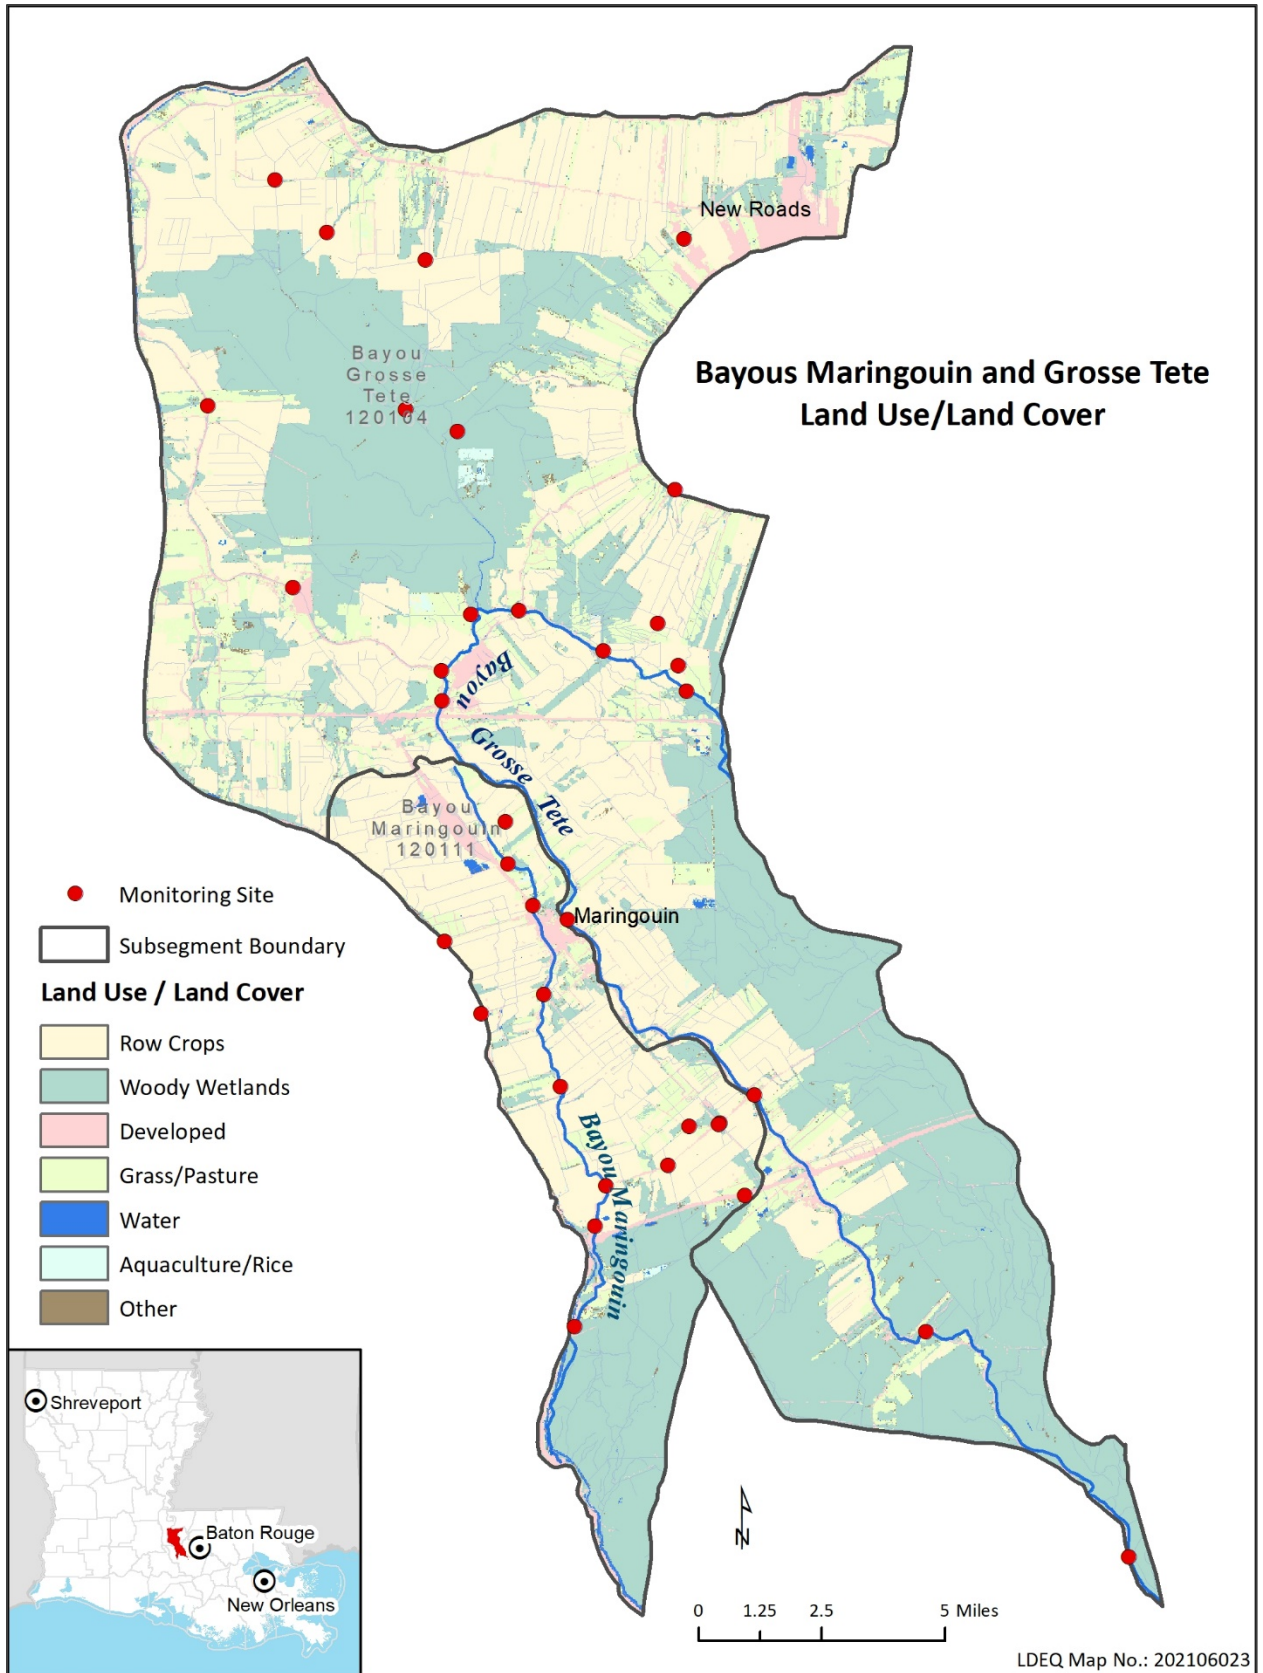 New Roads
Bayou
Grosse
Tete
120104
Bayous Maringouin and Grosse Tete
Land Use/Land Cover
Bayou
Grosse
Tete
Bayou
Maringouin
120111
Maringouin
Bayou
Maringouin
Monitoring Site
Subsegment Boundary
Land Use / Land Cover
Row Crops
Woody Wetlands
Developed
Grass/Pasture
Water
Aquaculture/Rice
Other
Shreveport
Baton Rouge
New Orleans
N
0 1.25 2.5 5 Miles
LDEQ Map No.: 202106023